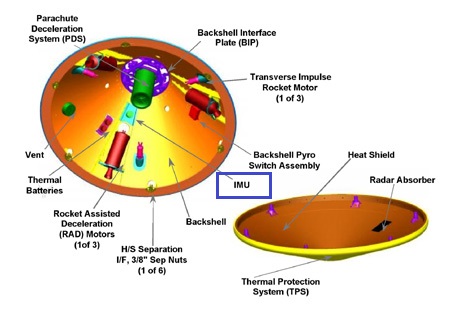 Parachute
Deceleration
System (PDS)
Backshell Interface
Plate (BIP)
Transverse Impulse
Rocket Motor
(1 of 3)
Vent
Thermal
Batteries
Backshell Pyro
Switch Assembly
Heat Shield
IMU
Radar Absorber
Rocket Assisted
Deceleration
(RAD) Motors
(1of 3)
Backshell
H/S Separation
I/F, 3/8" Sep Nuts
(1 of 6)
Thermal Protection
System (TPS)